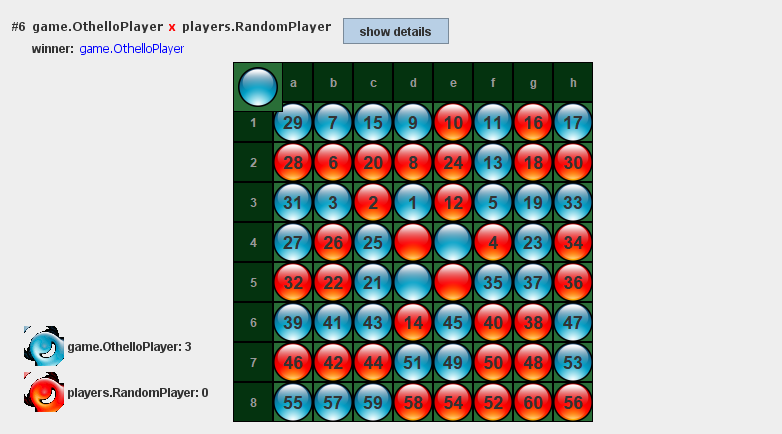 #6 game.OthelloPlayer x players.RandomPlayer show details
winner: game.OthelloPlayer
a b c d e f g h
1 29 7 15 9 10 11 16 17
2 28 6 20 8 24 13 18 30
3 31 3 2 1 12 5 19 33
4 27 26 25 4 23 34
5 32 22 21 35 37 36
6 39 41 43 14 45 40 38 47
7 46 42 44 51 49 50 48 53
8 55 57 59 58 54 52 60 56
game.OthelloPlayer: 3
players.RandomPlayer: 0